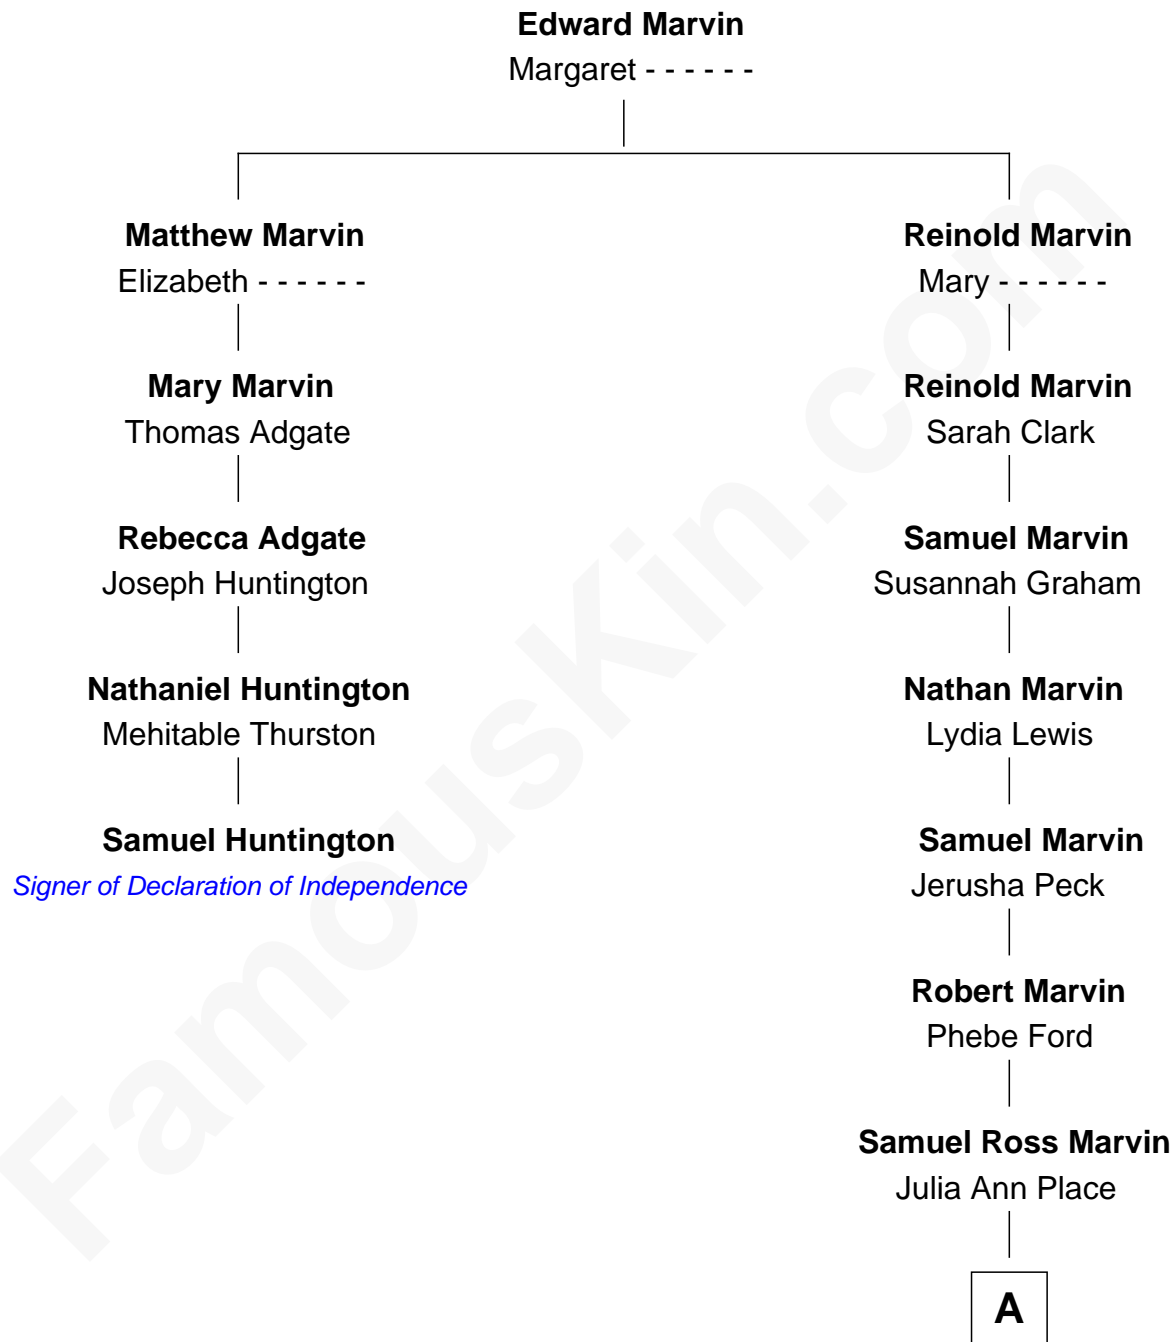 Edward Marvin
Margaret - - - - - -
Matthew Marvin
Elizabeth - - - - - -
Reinold Marvin
Mary - - - - - -
Mary Marvin
Thomas Adgate
Reinold Marvin
Sarah Clark
Rebecca Adgate
Joseph Huntington
Samuel Marvin
Susannah Graham
Nathaniel Huntington
Mehitable Thurston
Nathan Marvin
Lydia Lewis
Samuel Huntington
Signer of Declaration of Independence
Samuel Marvin
Jerusha Peck
Robert Marvin
Phebe Ford
Samuel Ross Marvin
Julia Ann Place
A
FamousKin.com